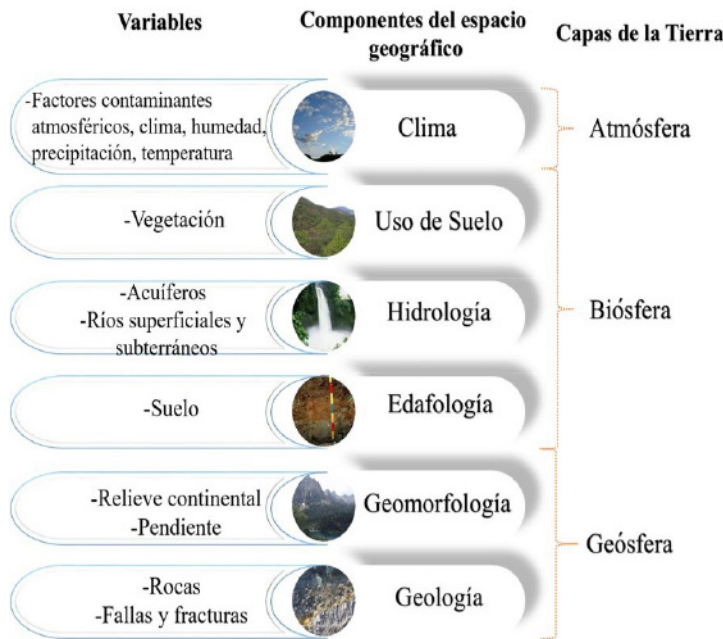 Variables
Componentes del espacio
geográfico
Capas de la Tierra
-Factores contaminantes
atmosféricos, clima, humedad,
precipitación, temperatura
Clima
Atmósfera
-Vegetación
Uso de Suelo
-Acuíferos
-Ríos superficiales y
subterráneos
Hidrología
Biósfera
-Suelo
Edafología
-Relieve continental
-Pendiente
Geomorfología
Geósfera
-Rocas
-Fallas y fracturas
Geología